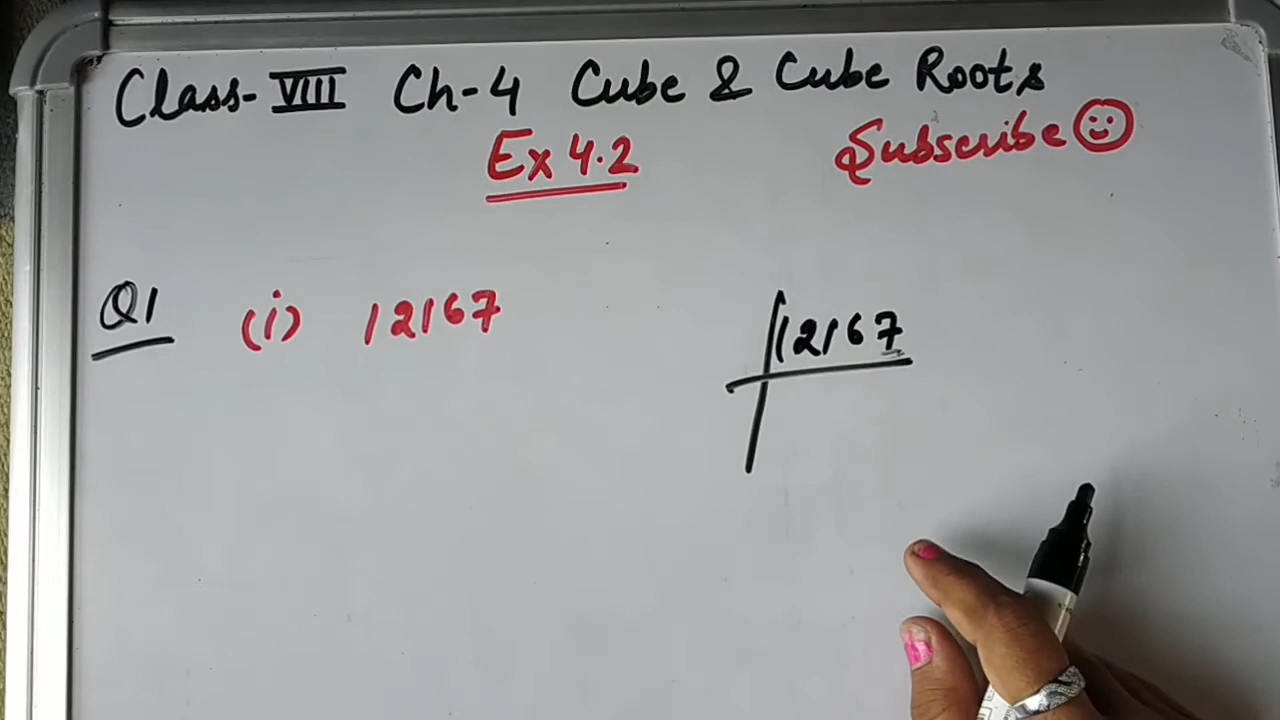 Class-VIII Ch-4 Cube & Cube Roots
Ex 4.2 Subscribe
Q1 (i) 12167 12167